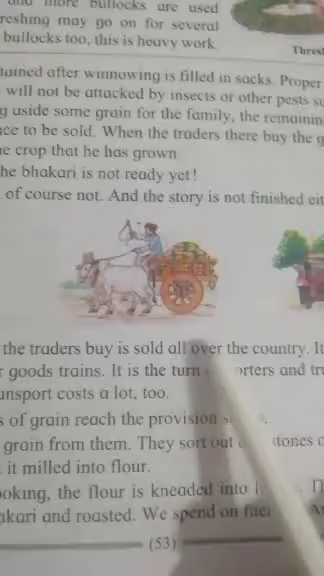 and more bullocks are used
reshing may go on for several
bullocks too, this is heavy work.
Thres
tained after winnowing is filled in sacks. Proper
will not be attacked by insects or other pests su
g aside some grain for the family, the remainin
ce to be sold. When the traders there buy the g
e crop that he has grown
he bhakari is not ready yet!
of course not. And the story is not finished eit
the traders buy is sold all over the country. It
r goods trains. It is the turn orters and tr
ansport costs a lot, too.
s of grain reach the provision s
grain from them. They sort out tones o
it milled into flour.
ooking, the flour is kneaded into
akari and roasted. We spend on fuel
(53)